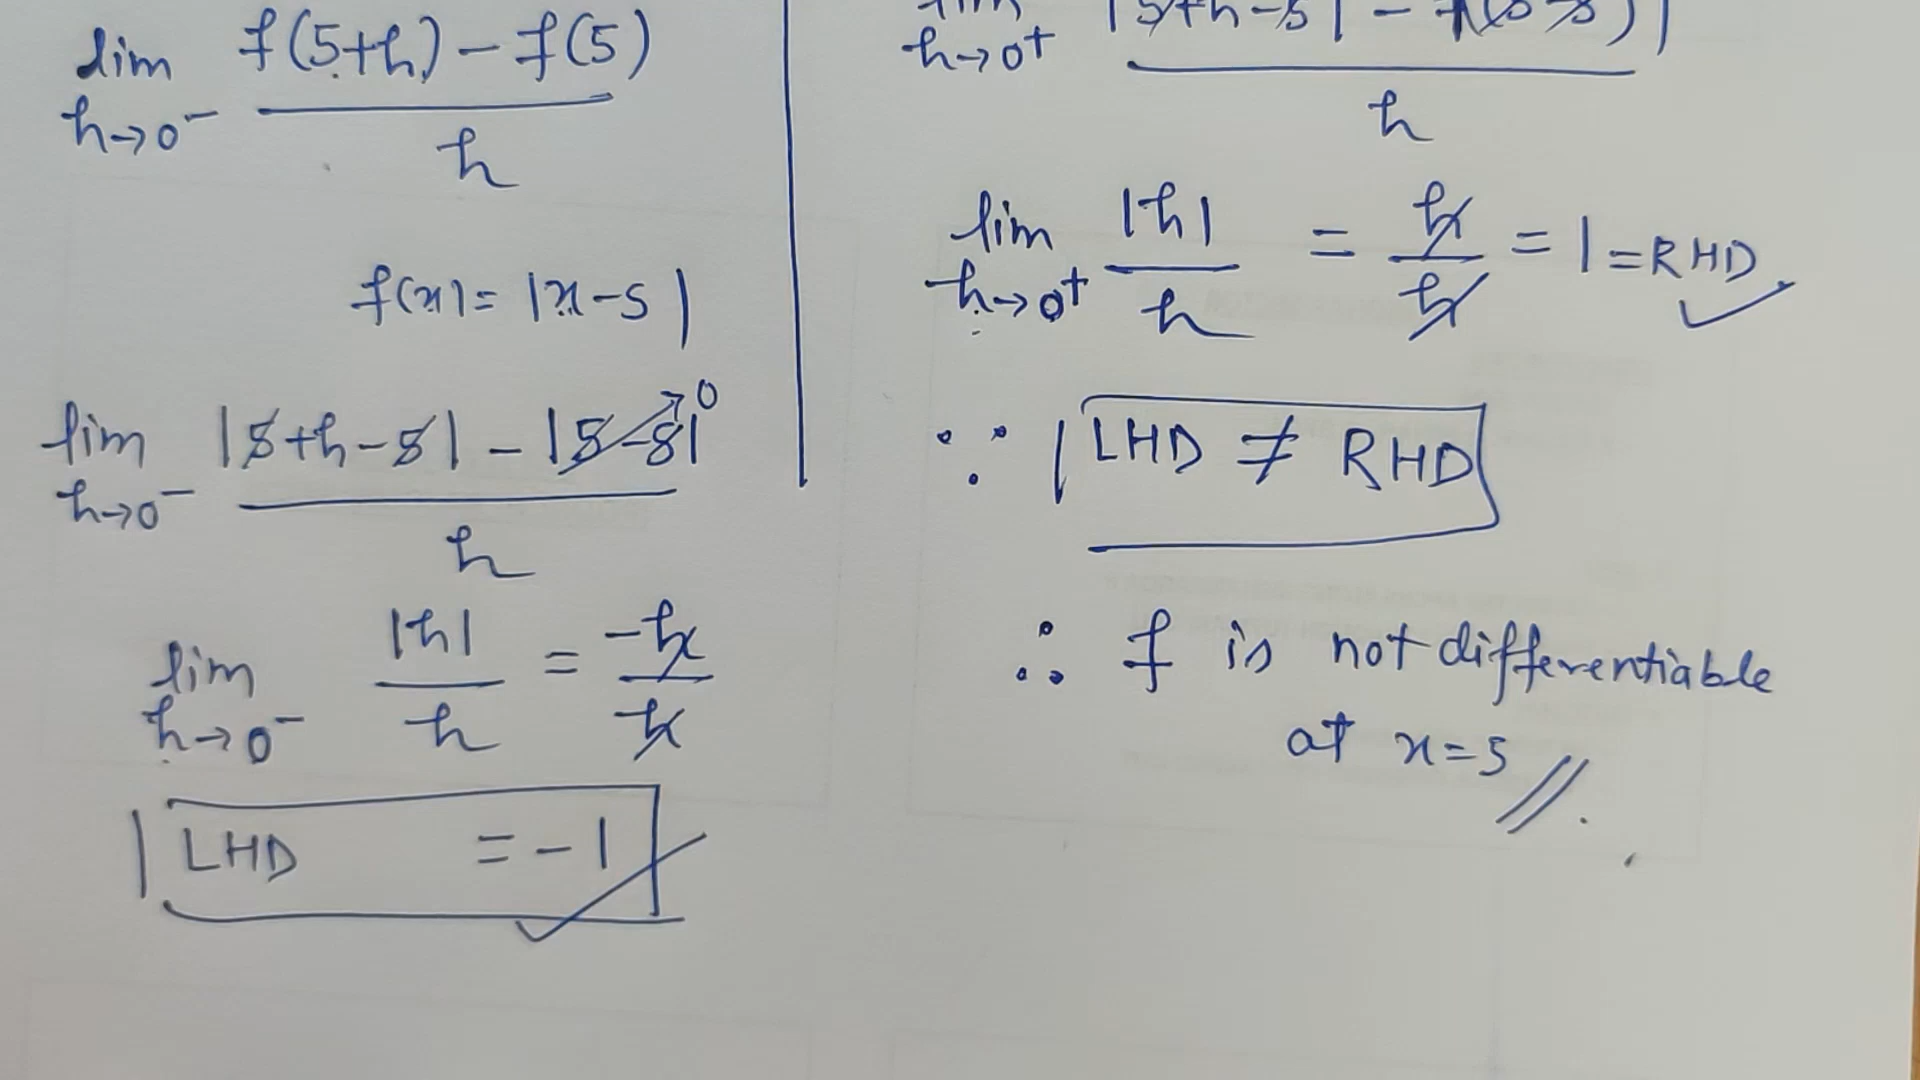 lim f(5+h) - f(5)
h→0⁻ h
f(x) = |x-5|
lim |5+h-5| - |5-5| 0
h→0⁻ h
lim |h| = -h
h→0⁻ h h
LHD = -1
h→0⁺ h
lim |h| = h = 1 = RHD
h→0⁺ h h
∵ LHD ≠ RHD
∴ f is not differentiable
at x=5 //.